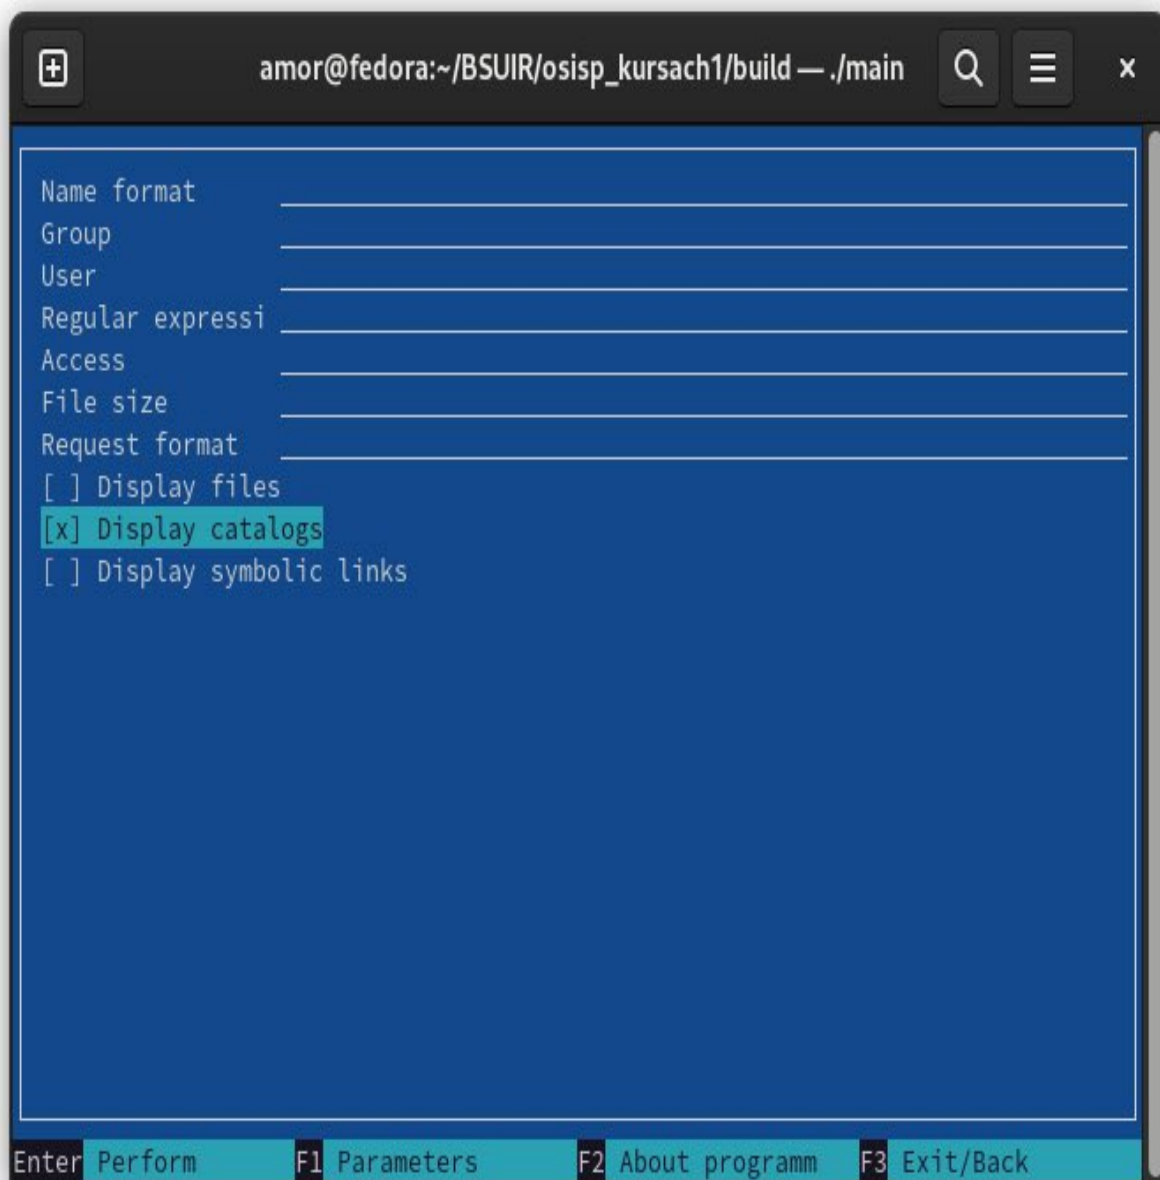 amor@fedora:~/BSUIR/osisp_kursach1/build — ./main
Name format
Group
User
Regular expressi
Access
File size
Request format
[ ] Display files
[x] Display catalogs
[ ] Display symbolic links
Enter Perform F1 Parameters F2 About programm F3 Exit/Back